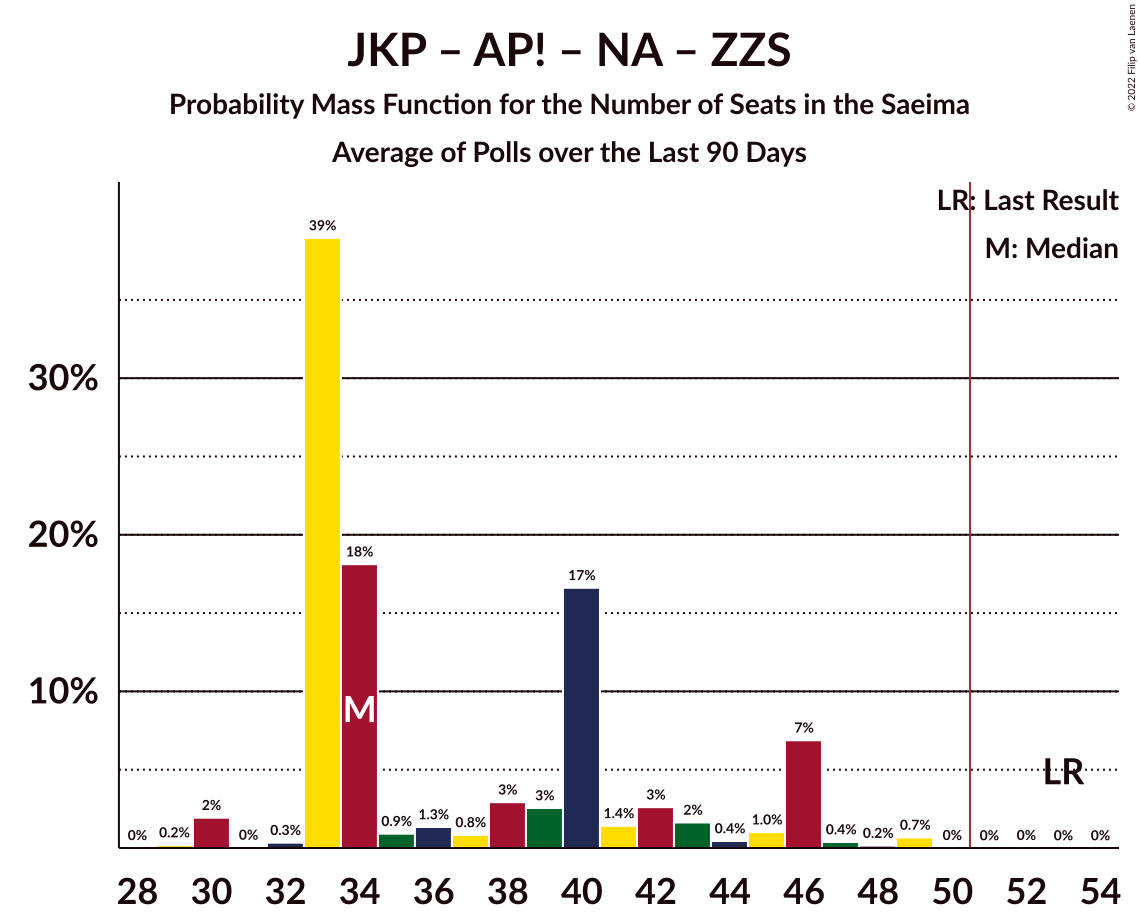 JKP – AP! – NA – ZZS
Probability Mass Function for the Number of Seats in the Saeima
Average of Polls over the Last 90 Days
© 2022 Filip van Laenen
LR: Last Result
M: Median
30%
20%
10%
0% 0.2% 2% 0% 0.3% 39% 18% 0.9% 1.3% 0.8% 3% 3% 17% 1.4% 3% 2% 0.4% 1.0% 7% 0.4% 0.2% 0.7% 0% 0% 0% 0% 0%
M
LR
28 30 32 34 36 38 40 42 44 46 48 50 52 54